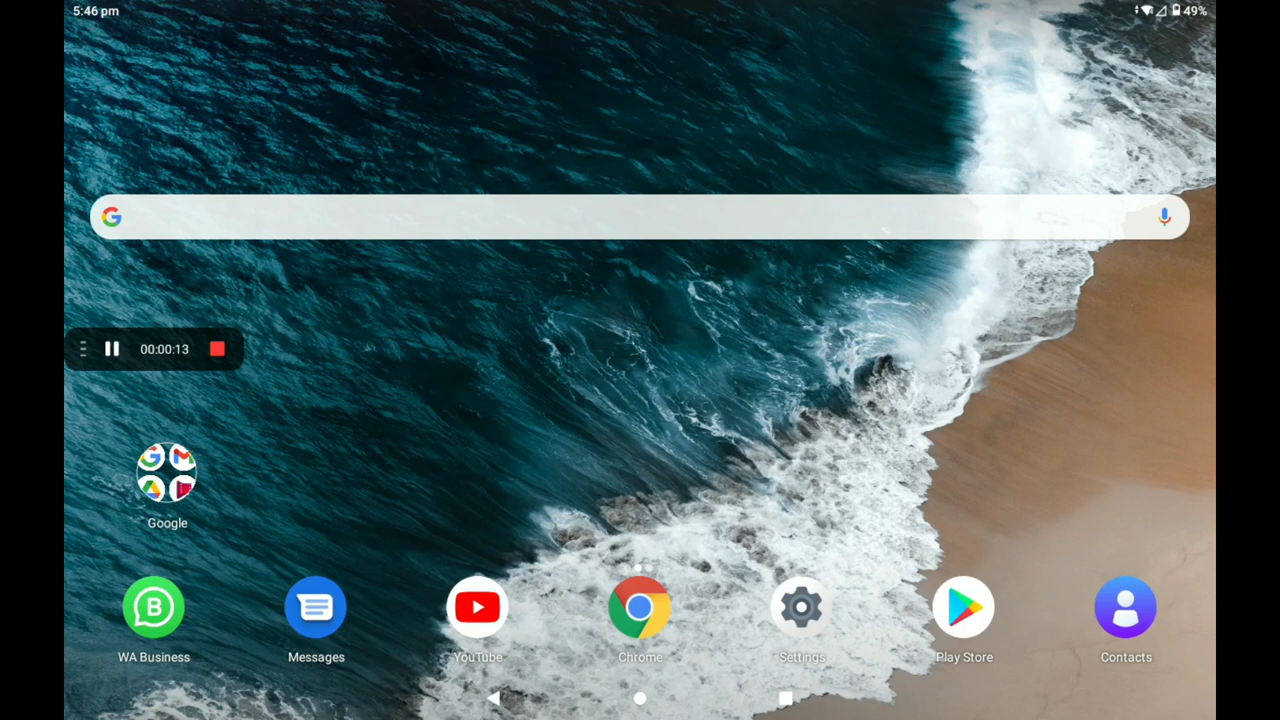 5:46 pm
49%
00:00:13
Google
WA Business
Messages
YouTube
Chrome
Settings
Play Store
Contacts